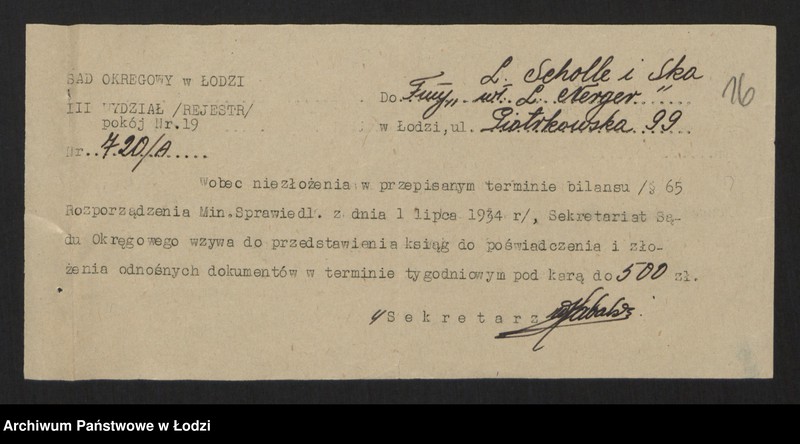 SĄD OKRĘGOWY w ŁODZI
III WYDZIAŁ /REJESTR/
pokój Nr.19
Nr. 720/A
L. Scholle i Ska
Do Firmy „ wł. L. Nerger "
w Łodzi, ul. Piotrkowska 99
16
Wobec niezłożenia w przepisanym terminie bilansu /§ 65
Rozporządzenia Min.Sprawiedl. z dnia 1 lipca 1934 r/, Sekretariat Są-
du Okręgowego wzywa do przedstawienia ksiąg do poświadczenia i zło-
żenia odnośnych dokumentów w terminie tygodniowym pod karą do 500 zł.
Sekretarz
Archiwum Państwowe w Łodzi